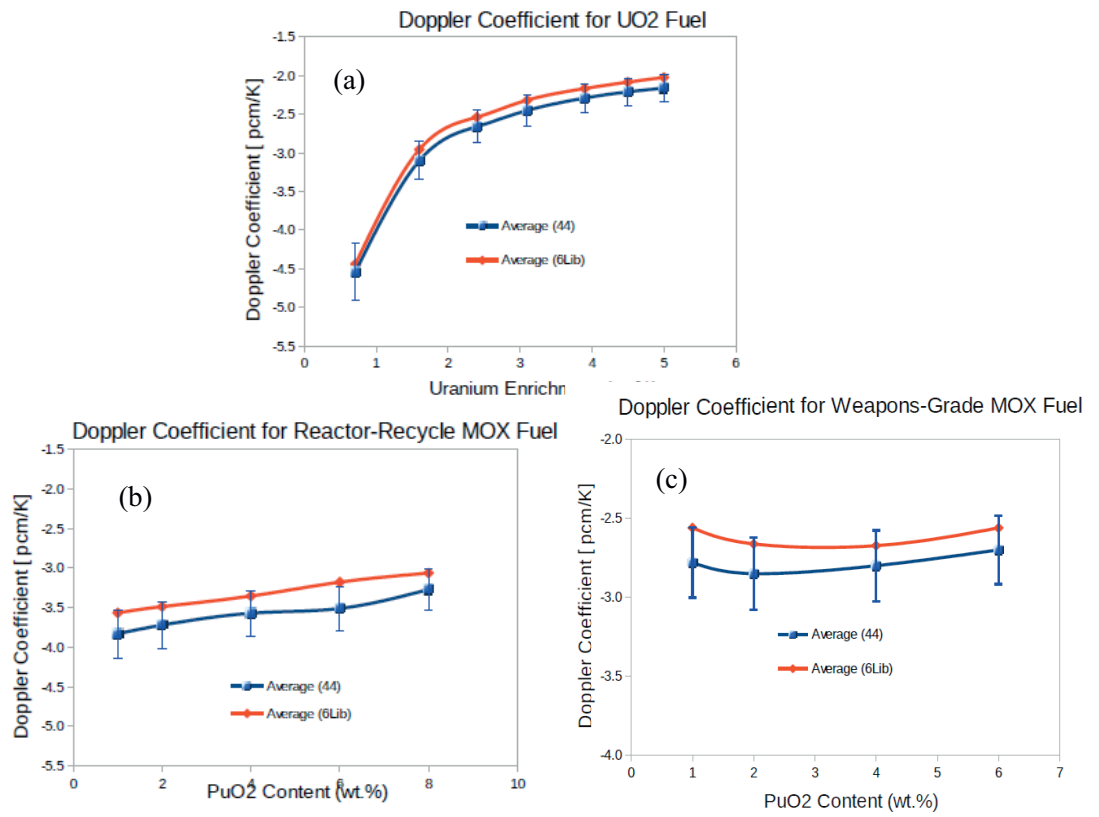 Doppler Coefficient for UO2 Fuel
Doppler Coefficient [ pcm/K]
-1.5
-2.0
-2.5
-3.0
-3.5
-4.0
-4.5
-5.0
-5.5
(a)
Average (44)
Average (6Lib)
0 1 2 3 4 5 6
Uranium
Doppler Coefficient for Reactor-Recycle MOX Fuel
Doppler Coefficient [ pcm/K]
-1.5
-2.0
-2.5
-3.0
-3.5
-4.0
-4.5
-5.0
-5.5
(b)
Average (44)
Average (6Lib)
0 2 4 6 8 10
PuO2 Content (wt.%)
Doppler Coefficient for Weapons-Grade MOX Fuel
Doppler Coefficient [ pcm/K]
-2.0
-2.5
-3.0
-3.5
-4.0
(c)
Average (44)
Average (6Lib)
0 1 2 3 4 5 6 7
PuO2 Content (wt.%)